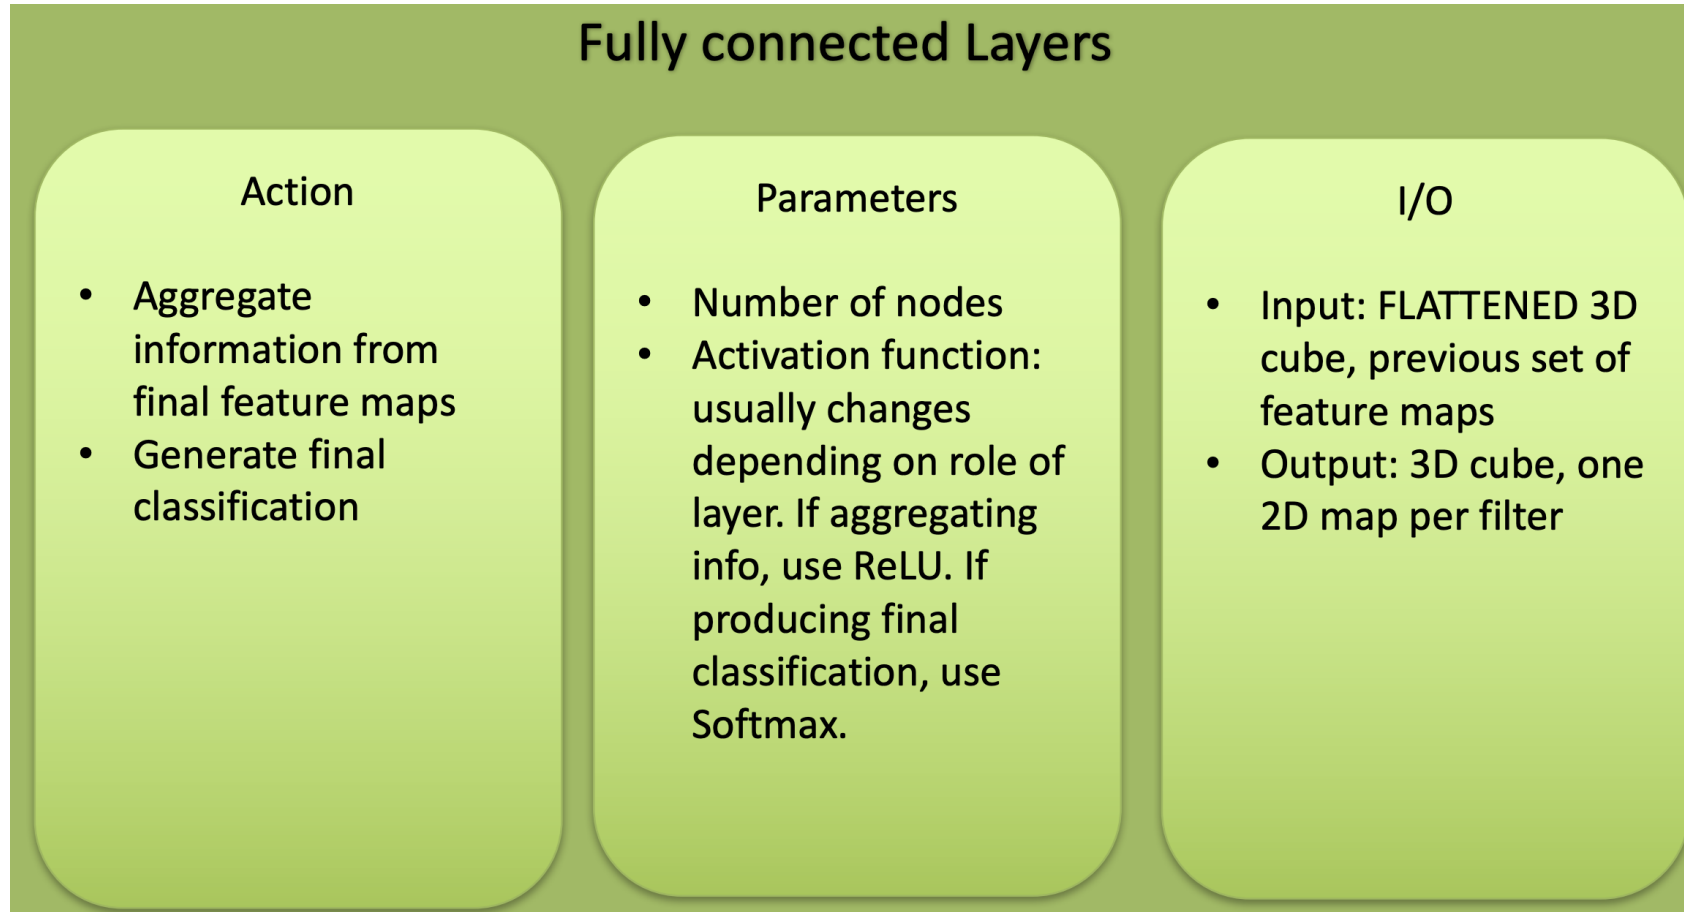 Fully connected Layers
Action
• Aggregate
information from
final feature maps
• Generate final
classification
Parameters
• Number of nodes
• Activation function:
usually changes
depending on role of
layer. If aggregating
info, use ReLU. If
producing final
classification, use
Softmax.
I/O
• Input: FLATTENED 3D
cube, previous set of
feature maps
• Output: 3D cube, one
2D map per filter